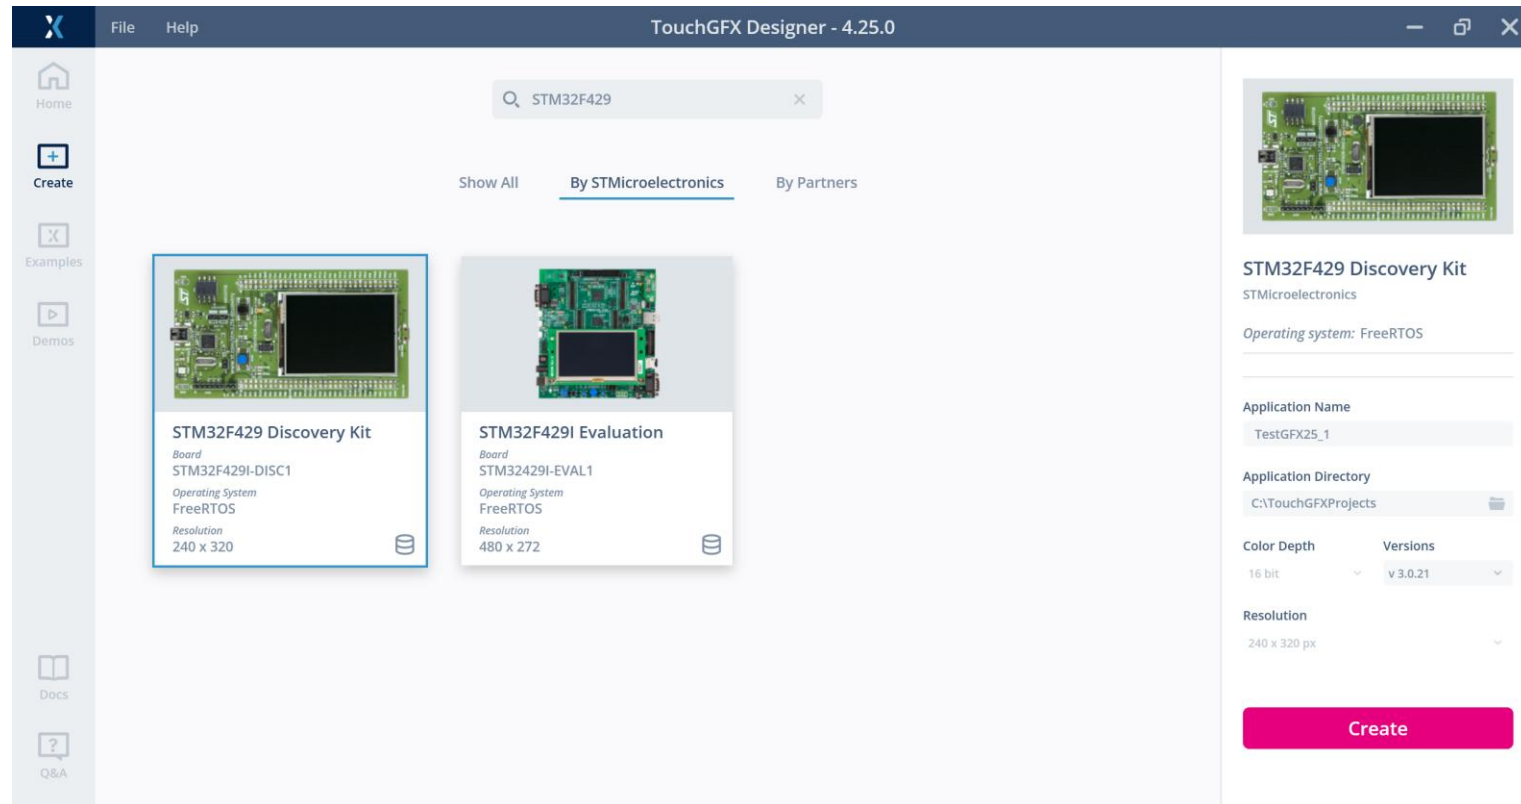 File Help TouchGFX Designer - 4.25.0
Home
Create
Examples
Demos
Docs
Q&A
STM32F429
Show All By STMicroelectronics By Partners
STM32F429 Discovery Kit
Board
STM32F429I-DISC1
Operating System
FreeRTOS
Resolution
240 x 320
STM32F429I Evaluation
Board
STM32429I-EVAL1
Operating System
FreeRTOS
Resolution
480 x 272
STM32F429 Discovery Kit
STMicroelectronics
Operating system: FreeRTOS
Application Name
TestGFX25_1
Application Directory
C:\TouchGFXProjects
Color Depth Versions
16 bit v 3.0.21
Resolution
240 x 320 px
Create